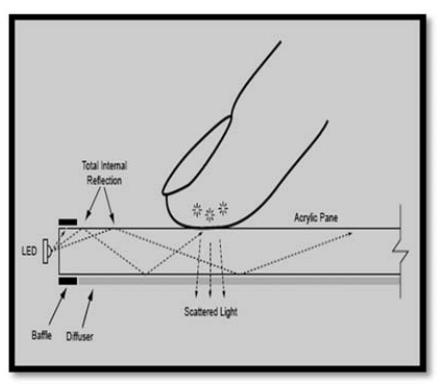 Total Internal
Reflection
Acrylic Pane
LED
Scattered Light
Baffle
Diffuser